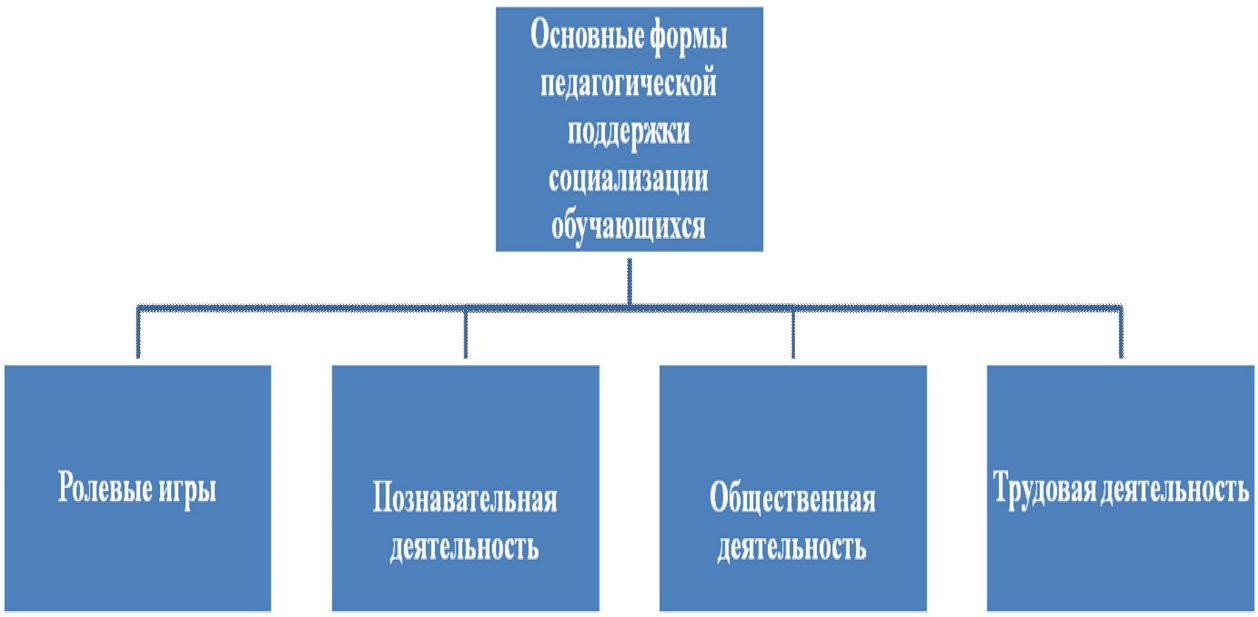 Основные формы
педагогической
поддержки
социализации
обучающихся
Ролевые игры
Познавательная
деятельность
Общественная
деятельность
Трудовая деятельность